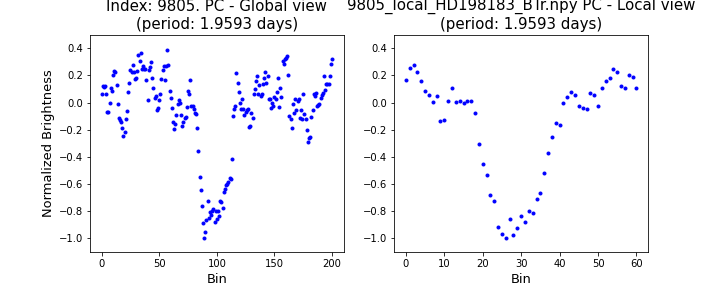 Index: 9805. PC - Global view
(period: 1.9593 days)
9805_local_HD198183_BTr.npy PC - Local view
(period: 1.9593 days)
Normalized Brightness
0.4
0.2
0.0
−0.2
−0.4
−0.6
−0.8
−1.0
0 50 100 150 200
Bin
0.4
0.2
0.0
−0.2
−0.4
−0.6
−0.8
−1.0
0 10 20 30 40 50 60
Bin